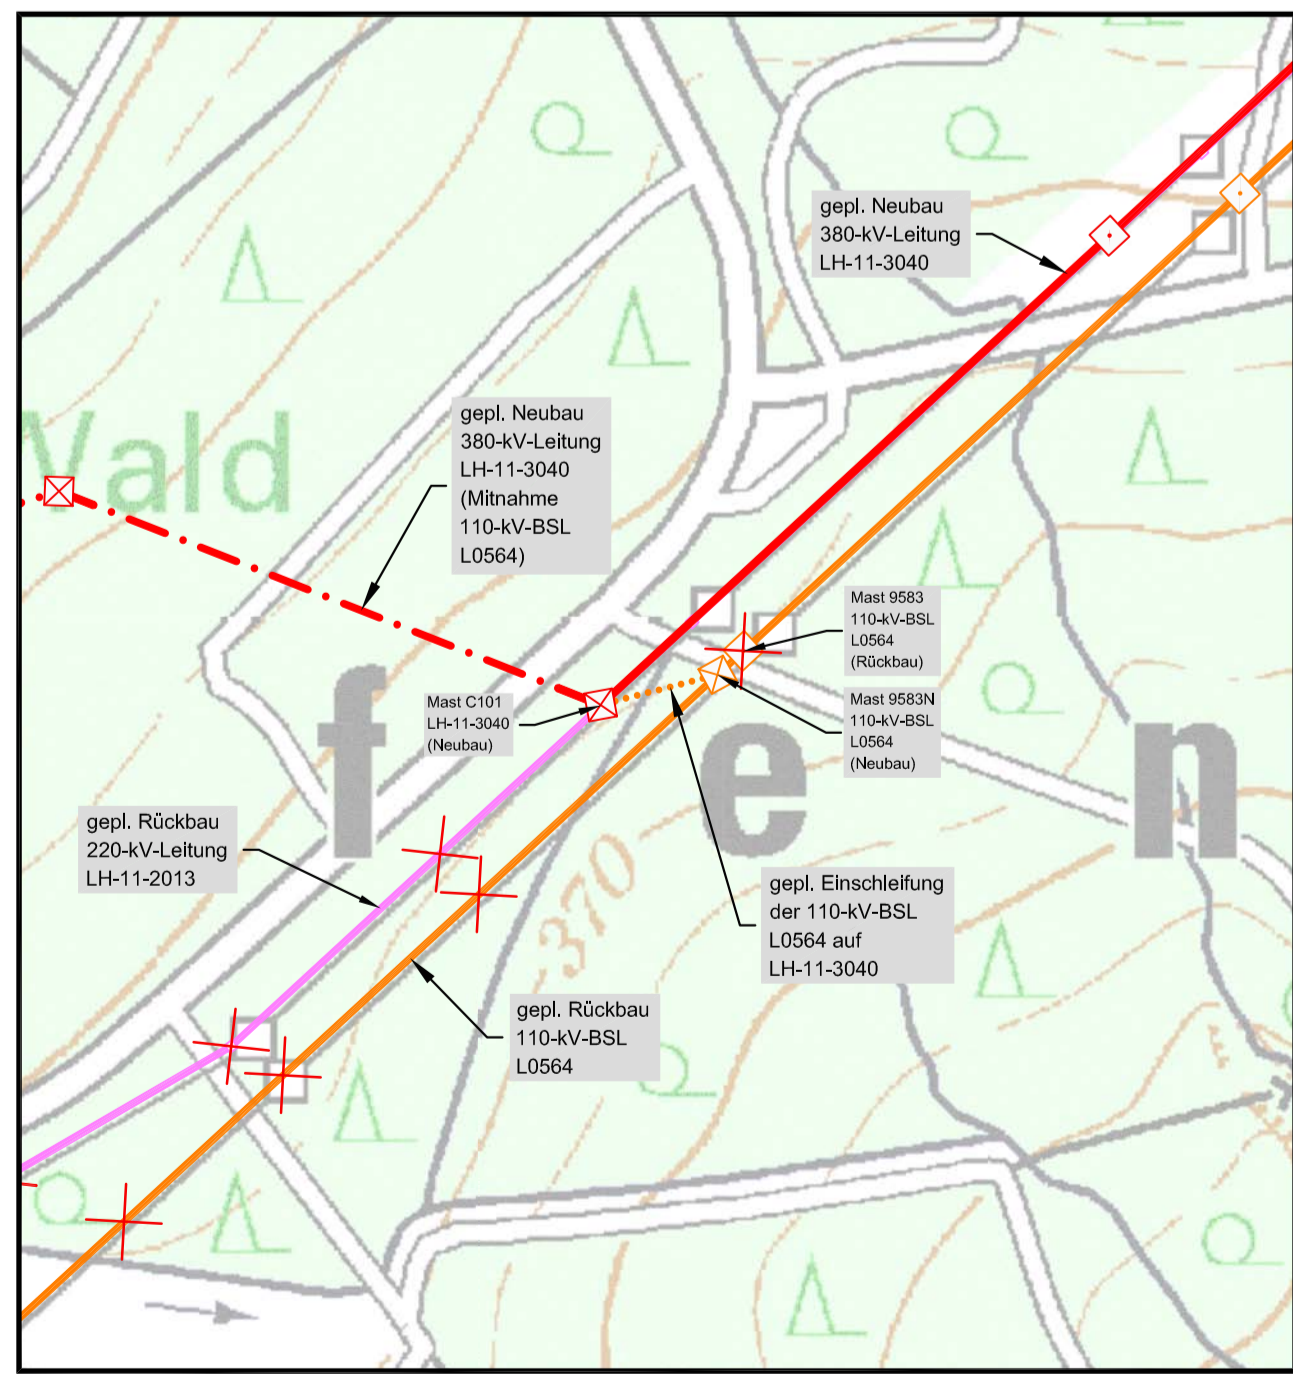 gepl. Neubau
380-kV-Leitung
LH-11-3040
gepl. Neubau
380-kV-Leitung
LH-11-3040
(Mitnahme
110-kV-BSL
L0564)
Wald
Mast 9583
110-kV-BSL
L0564
(Rückbau)
Mast C101
LH-11-3040
(Neubau)
Mast 9583N
110-kV-BSL
L0564
(Neubau)
f e n
gepl. Rückbau
220-kV-Leitung
LH-11-2013
370
gepl. Einschleifung
der 110-kV-BSL
L0564 auf
LH-11-3040
gepl. Rückbau
110-kV-BSL
L0564